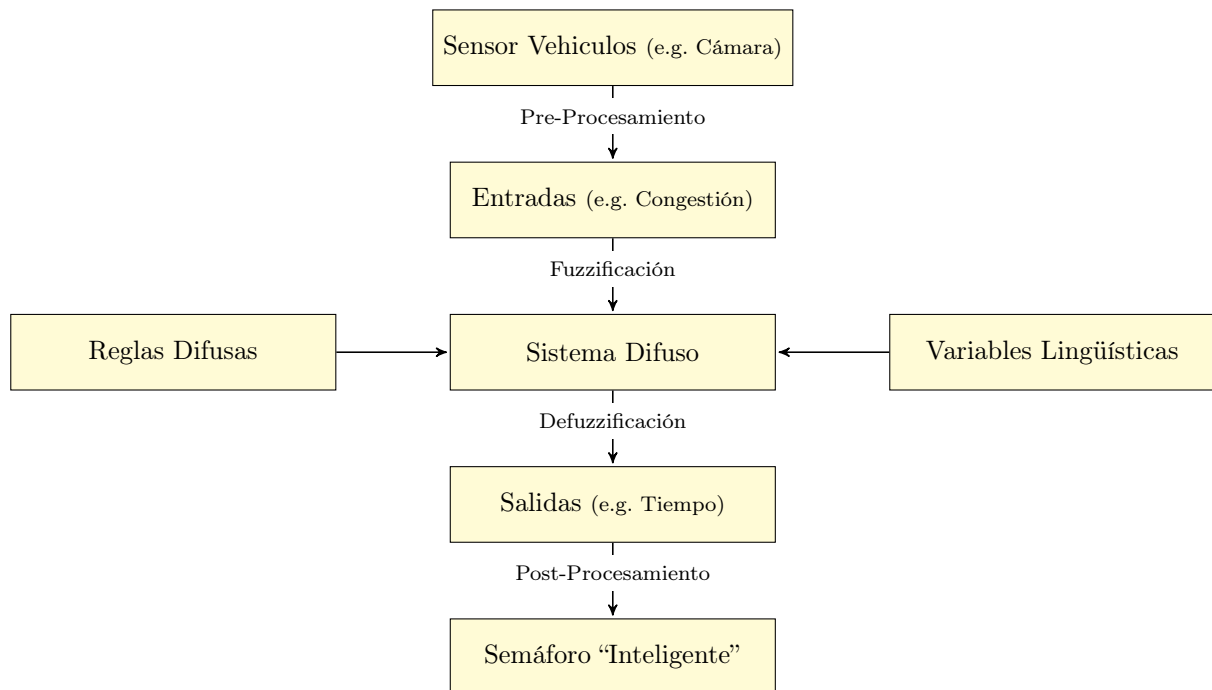 Sensor Vehiculos (e.g. Cámara)
Pre-Procesamiento
Entradas (e.g. Congestión)
Fuzzificación
Reglas Difusas
Sistema Difuso
Variables Lingüísticas
Defuzzificación
Salidas (e.g. Tiempo)
Post-Procesamiento
Semáforo “Inteligente”